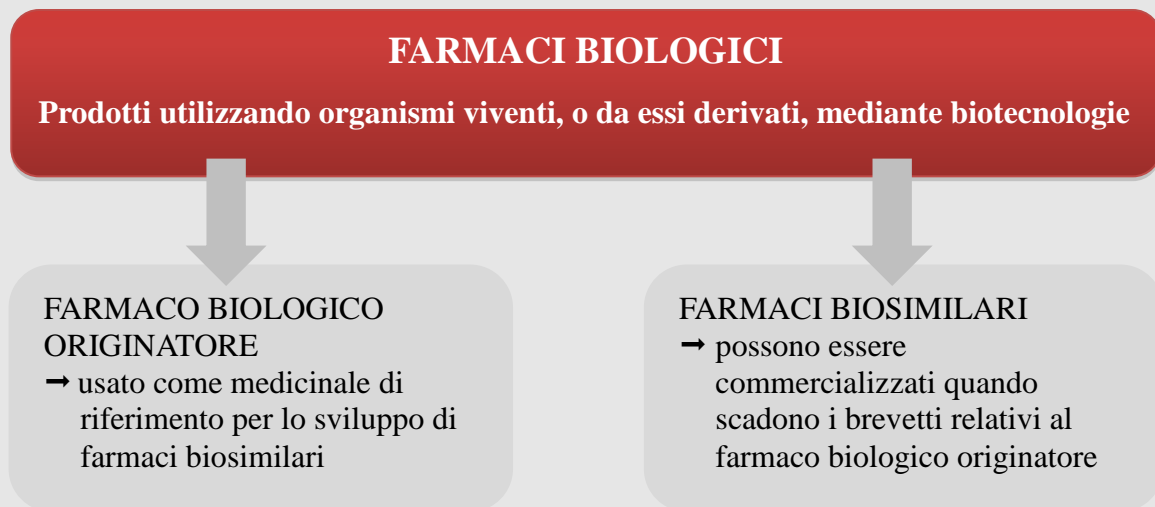 FARMACI BIOLOGICI
Prodotti utilizzando organismi viventi, o da essi derivati, mediante biotecnologie
FARMACO BIOLOGICO
ORIGINATORE
➞ usato come medicinale di
riferimento per lo sviluppo di
farmaci biosimilari
FARMACI BIOSIMILARI
➞ possono essere
commercializzati quando
scadono i brevetti relativi al
farmaco biologico originatore